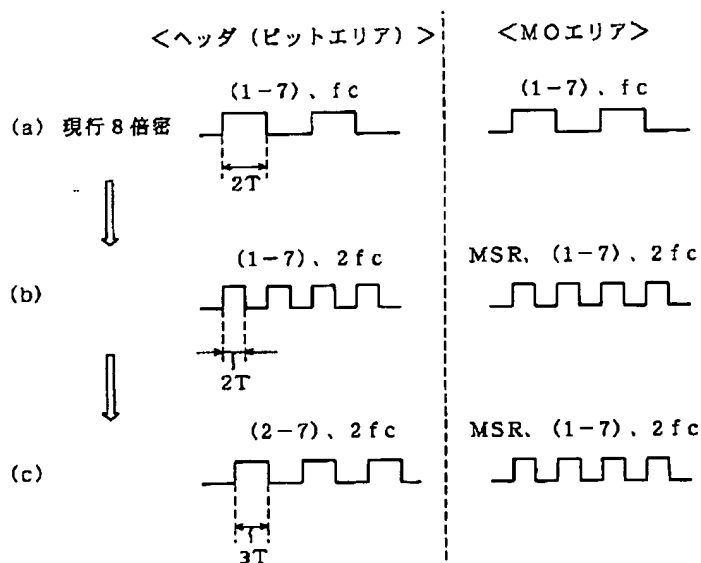 <ヘッダ(ピットエリア)> <MOエリア>
(1-7)、fc (1-7)、fc
(a) 現行8倍密
2T
(1-7)、2fc MSR、(1-7)、2fc
(b)
2T
(2-7)、2fc MSR、(1-7)、2fc
(c)
3T